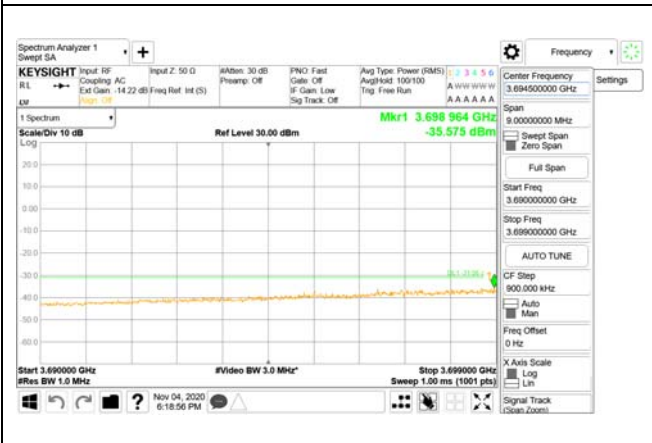 Spectrum Analyzer 1
Swept SA
Frequency
KEYSIGHT
Input: RF
Coupling: AC
Ext Gain: -14.22 dB
Align: Off
Input Z: 50 Ω
Freq Ref: Int (S)
#Atten: 30 dB
Preamp: Off
PNO: Fast
Gate: Off
IF Gain: Low
Sig Track: Off
Avg Type: Power (RMS)
Avg|Hold: 100/100
Trig: Free Run
1 2 3 4 5 6
A W W W W W
A A A A A A
1 Spectrum
Mkr1 3.698 964 GHz
Scale/Div 10 dB
Ref Level 30.00 dBm
-35.575 dBm
Log
20.0
10.0
0.00
-10.0
-20.0
-30.0
-40.0
-50.0
-60.0
Start 3.690000 GHz
#Video BW 3.0 MHz*
Stop 3.699000 GHz
#Res BW 1.0 MHz
Sweep 1.00 ms (1001 pts)
Nov 04, 2020
6:18:56 PM
Settings
Center Frequency
3.694500000 GHz
Span
9.00000000 MHz
Swept Span
Zero Span
Full Span
Start Freq
3.690000000 GHz
Stop Freq
3.699000000 GHz
AUTO TUNE
CF Step
900.000 kHz
Auto
Man
Freq Offset
0 Hz
X Axis Scale
Log
Lin
Signal Track
(Span Zoom)